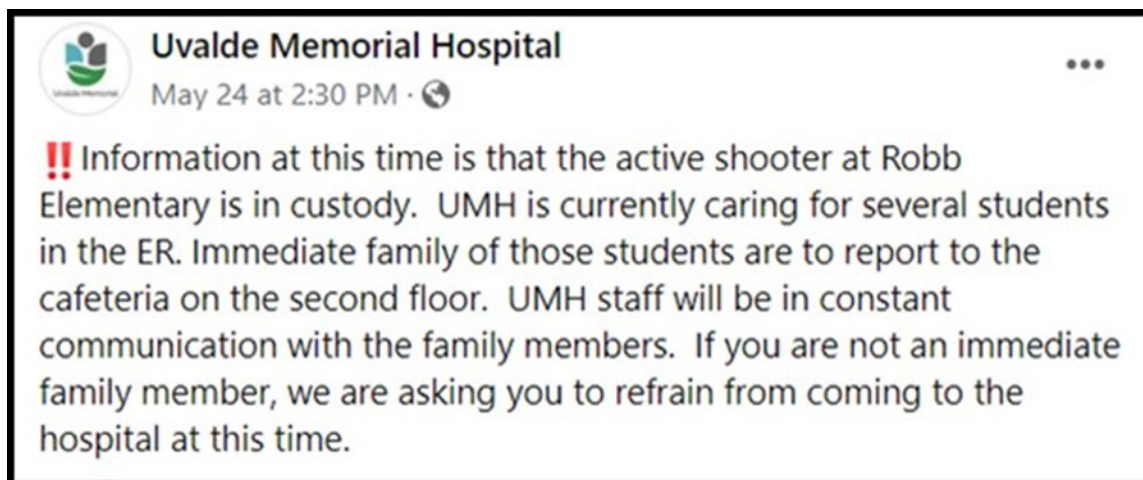 Uvalde Memorial Hospital
May 24 at 2:30 PM ·
‼Information at this time is that the active shooter at Robb
Elementary is in custody.  UMH is currently caring for several students
in the ER. Immediate family of those students are to report to the
cafeteria on the second floor.  UMH staff will be in constant
communication with the family members.  If you are not an immediate
family member, we are asking you to refrain from coming to the
hospital at this time.